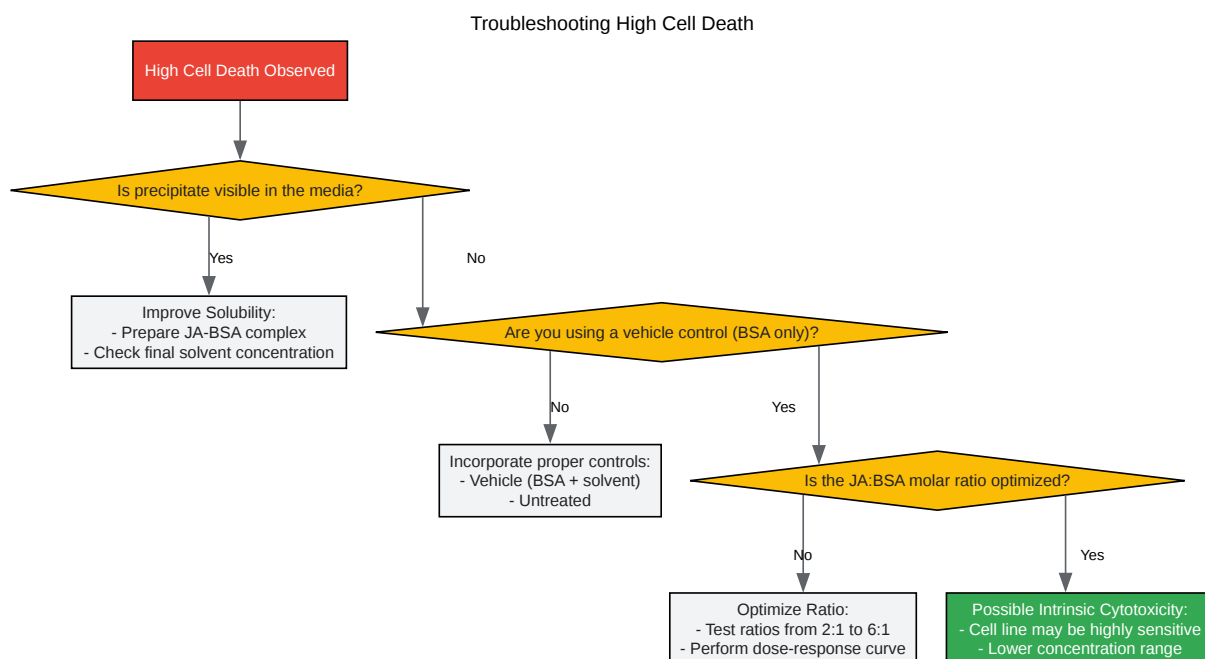 Troubleshooting High Cell Death
High Cell Death Observed
Is precipitate visible in the media?
Yes
No
Improve Solubility:
- Prepare JA-BSA complex
- Check final solvent concentration
Are you using a vehicle control (BSA only)?
No
Yes
Incorporate proper controls:
- Vehicle (BSA + solvent)
- Untreated
Is the JA:BSA molar ratio optimized?
No
Yes
Optimize Ratio:
- Test ratios from 2:1 to 6:1
- Perform dose-response curve
Possible Intrinsic Cytotoxicity:
- Cell line may be highly sensitive
- Lower concentration range